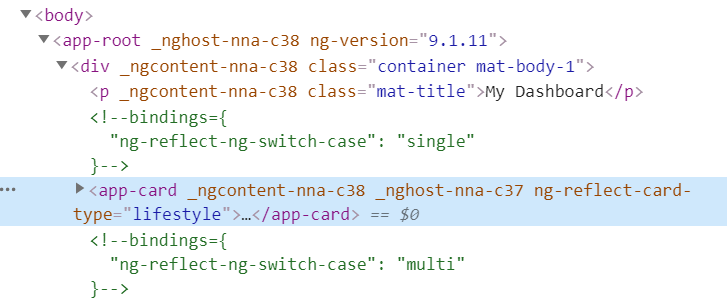 <body>
<app-root _nghost-nna-c38 ng-version="9.1.11">
<div _ngcontent-nna-c38 class="container mat-body-1">
<p _ngcontent-nna-c38 class="mat-title">My Dashboard</p>
<!--bindings={
"ng-reflect-ng-switch-case": "single"
}-->
<app-card _ngcontent-nna-c38 _nghost-nna-c37 ng-reflect-card-
type="lifestyle">…</app-card> == $0
<!--bindings={
"ng-reflect-ng-switch-case": "multi"
}-->